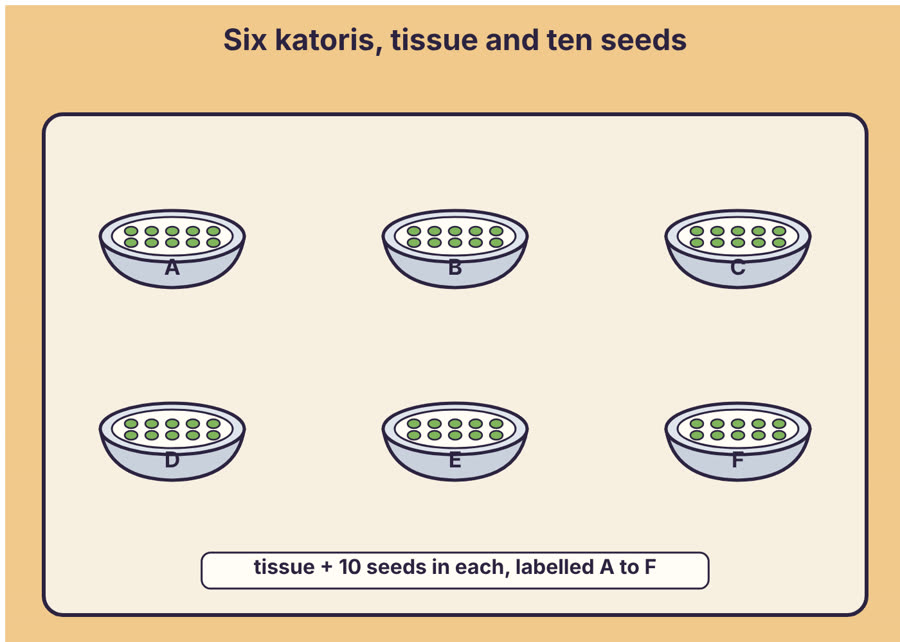 Six katoris, tissue and ten seeds
A
B
C
D
E
F
tissue + 10 seeds in each, labelled A to F